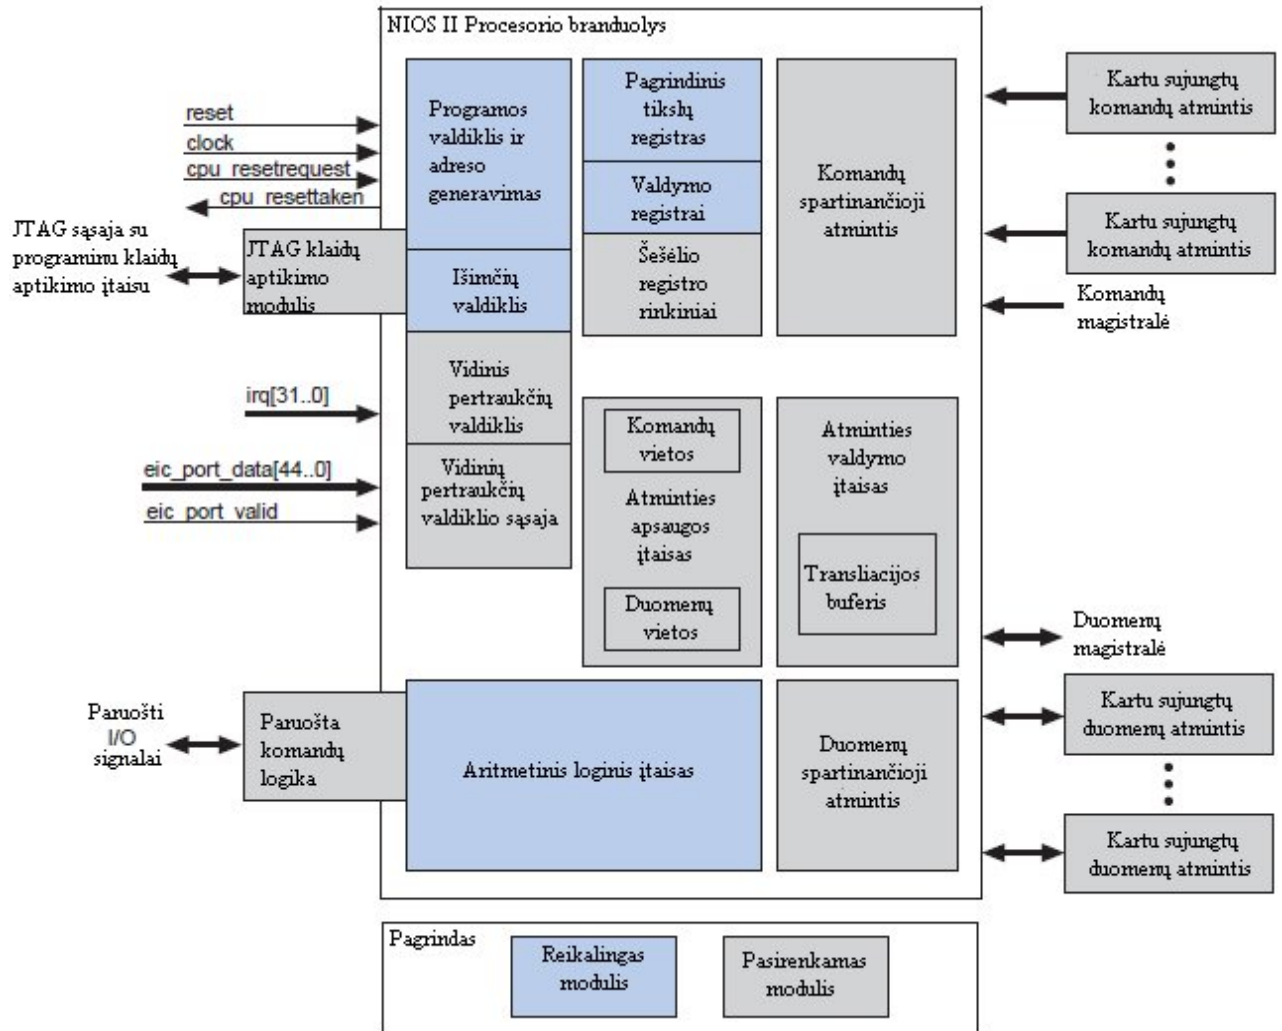 NIOS II Procesorio branduolys
reset
clock
cpu_resetrequest
cpu_resettaken
JTAG sąsaja su
programinu klaidų
aptikimo įtaisu
JTAG klaidų
aptikimo
modulis
irq[31..0]
eic_port_data[44..0]
eic_port_valid
Paruošti
I/O
signalai
Paruošta
komandų
logika
Programos
valdiklis ir
adreso
generavimas
Išimčių
valdiklis
Vidinis
pertraukčių
valdiklis
Vidinių
pertraukčių
valdiklio sąsaja
Pagrindinis
tikslų
registras
Valdymo
registrai
Šešėlio
registro
rinkiniai
Komandų
spartinančioji
atmintis
Komandų
vietos
Atminties
apsaugos
įtaisas
Duomenų
vietos
Atminties
valdymo
įtaisas
Transliacijos
buferis
Aritmetinis loginis įtaisas
Duomenų
spartinančioji
atmintis
Kartu sujungtų
komandų atmintis
Kartu sujungtų
komandų atmintis
Komandų
magistralė
Duomenų
magistralė
Kartu sujungtų
duomenų atmintis
Kartu sujungtų
duomenų atmintis
Pagrindas
Reikalingas
modulis
Pasirenkamas
modulis